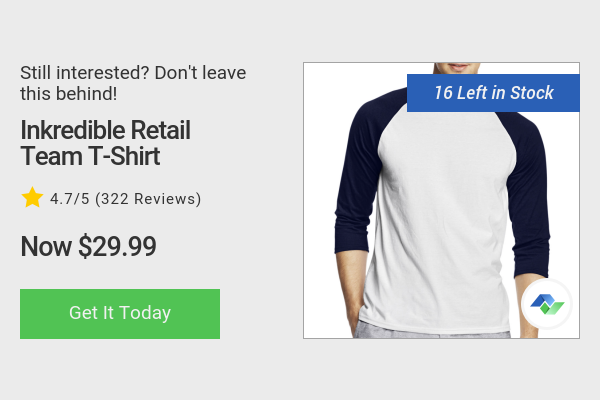 Still interested? Don't leave
this behind!
Inkredible Retail
Team T-Shirt
4.7/5 (322 Reviews)
Now $29.99
Get It Today
16 Left in Stock